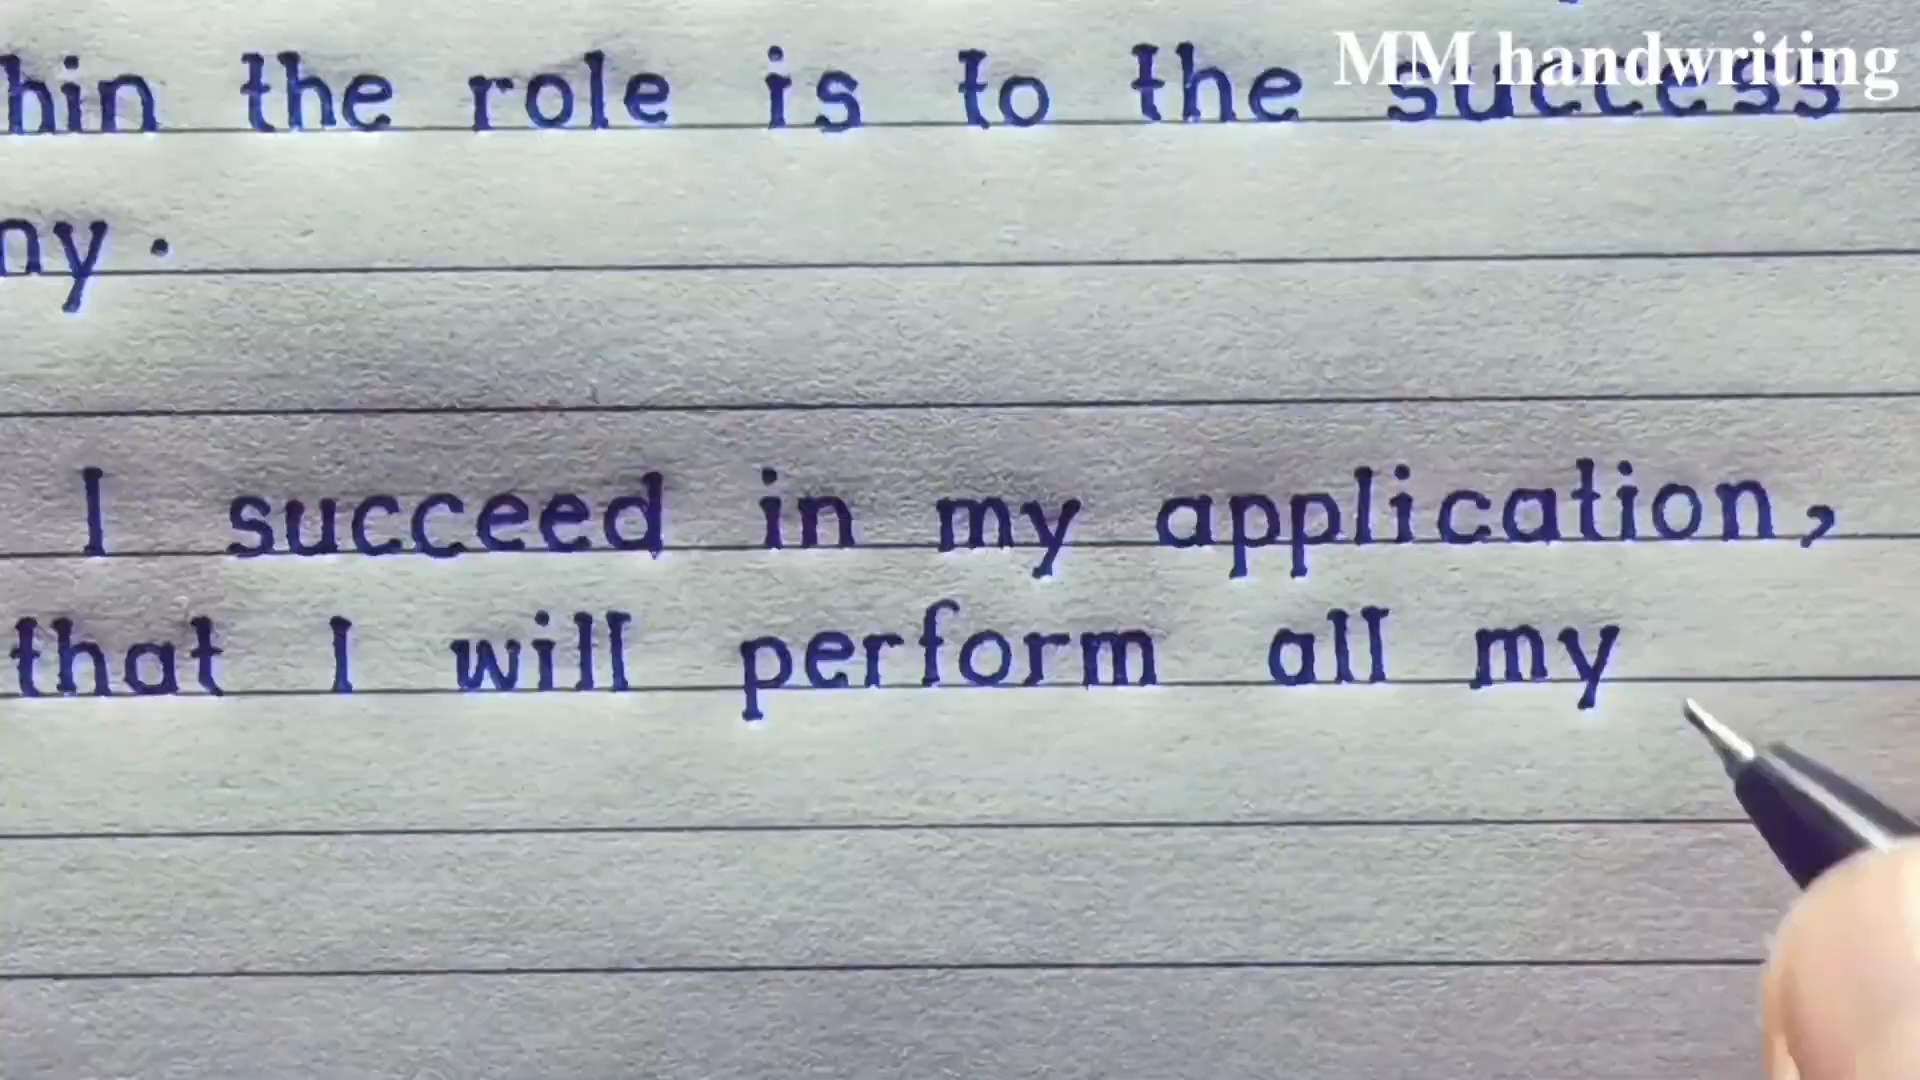 MM handwriting
hin the role is to the success
ny.
I succeed in my application,
that I will perform all my